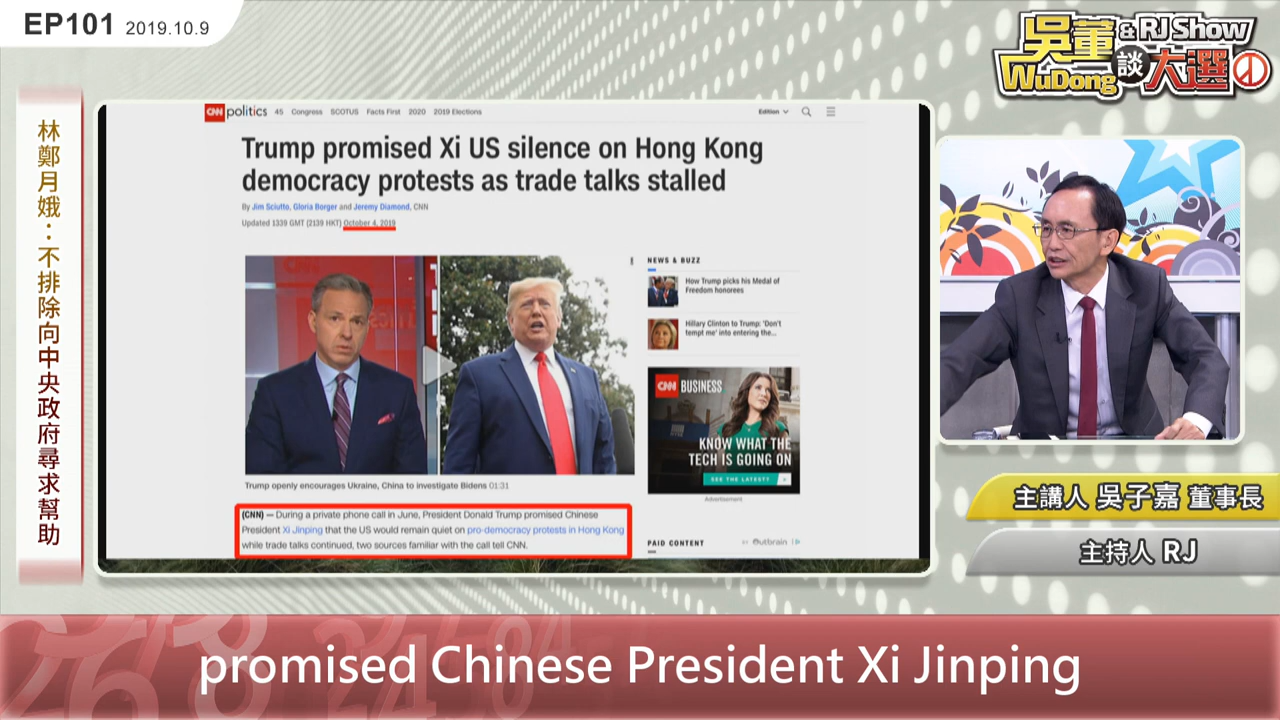 EP101 2019.10.9
吳董 & RJ Show
WuDong 談大選
林鄭月娥：不排除向中央政府尋求幫助
CNN politics 45 Congress SCOTUS Facts First 2020 2019 Elections Edition
Trump promised Xi US silence on Hong Kong
democracy protests as trade talks stalled
By Jim Sciutto, Gloria Borger and Jeremy Diamond, CNN
Updated 1339 GMT (2139 HKT) October 4, 2019
NEWS & BUZZ
How Trump picks his Medal of
Freedom honorees
Hillary Clinton to Trump: 'Don't
tempt me' into entering the...
CNN BUSINESS
KNOW WHAT THE
TECH IS GOING ON
SEE THE LATEST
Advertisement
Trump openly encourages Ukraine, China to investigate Bidens 01:31
(CNN) — During a private phone call in June, President Donald Trump promised Chinese
President Xi Jinping that the US would remain quiet on pro-democracy protests in Hong Kong
while trade talks continued, two sources familiar with the call tell CNN.
PAID CONTENT
Outbrain
主講人 吳子嘉 董事長
主持人 RJ
promised Chinese President Xi Jinping